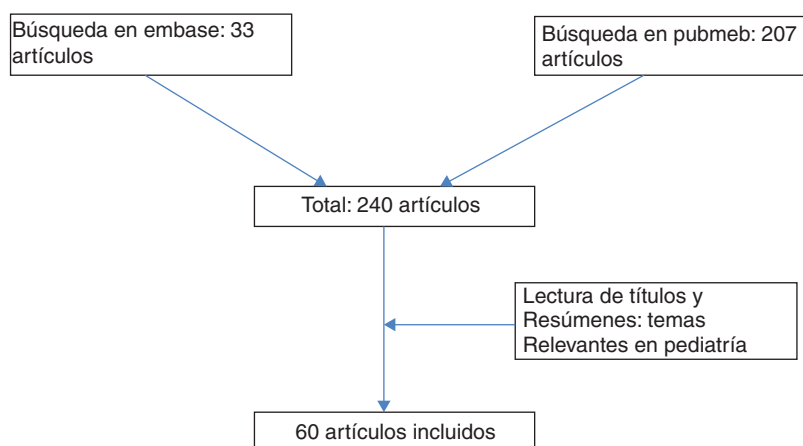 Búsqueda en embase: 33
artículos
Búsqueda en pubmeb: 207
artículos
Total: 240 artículos
Lectura de títulos y
Resúmenes: temas
Relevantes en pediatría
60 artículos incluidos